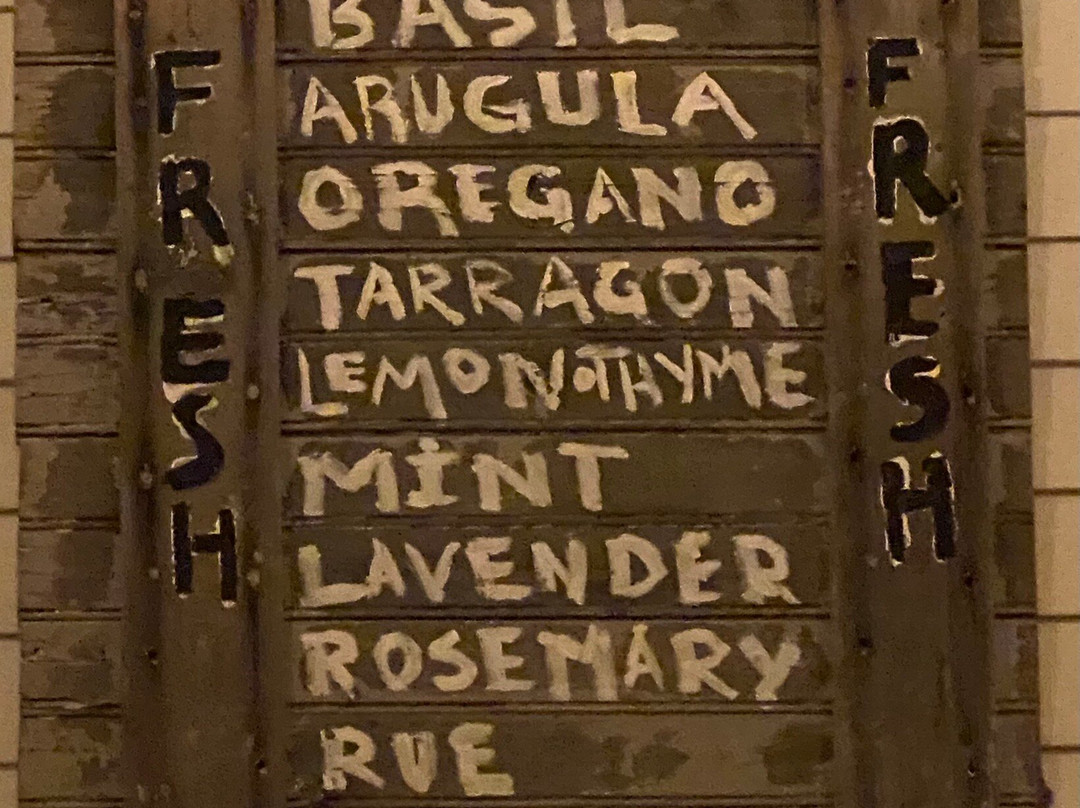 FRESH
BASIL
ARUGULA
OREGANO
TARRAGON
LEMON THYME
MINT
LAVENDER
ROSEMARY
RUE
FRESH